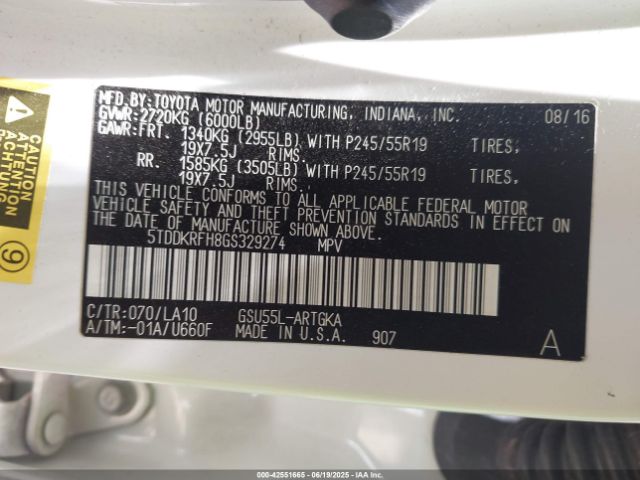 MFD.BY:TOYOTA MOTOR MANUFACTURING, INDIANA, INC. 08/16
GVWR:2720KG (6000LB)
GAWR:FRT. 1340KG (2955LB) WITH P245/55R19 TIRES,
19X7.5J RIMS.,
RR. 1585KG (3505LB) WITH P245/55R19 TIRES,
19X7.5J RIMS.,
THIS VEHICLE CONFORMS TO ALL APPLICABLE FEDERAL MOTOR
VEHICLE SAFETY AND THEFT PREVENTION STANDARDS IN EFFECT ON
THE DATE OF MANUFACTURE SHOWN ABOVE.
5TDDKRFH8GS329274 MPV
C/TR:070/LA10 GSU55L-ARTGKA
A/TM:-01A/U660F MADE IN U.S.A. 907 A
CAUTION
ATTENTION
ACHTUNG
9
000-42551665 - 06/19/2025 - IAAI.COM